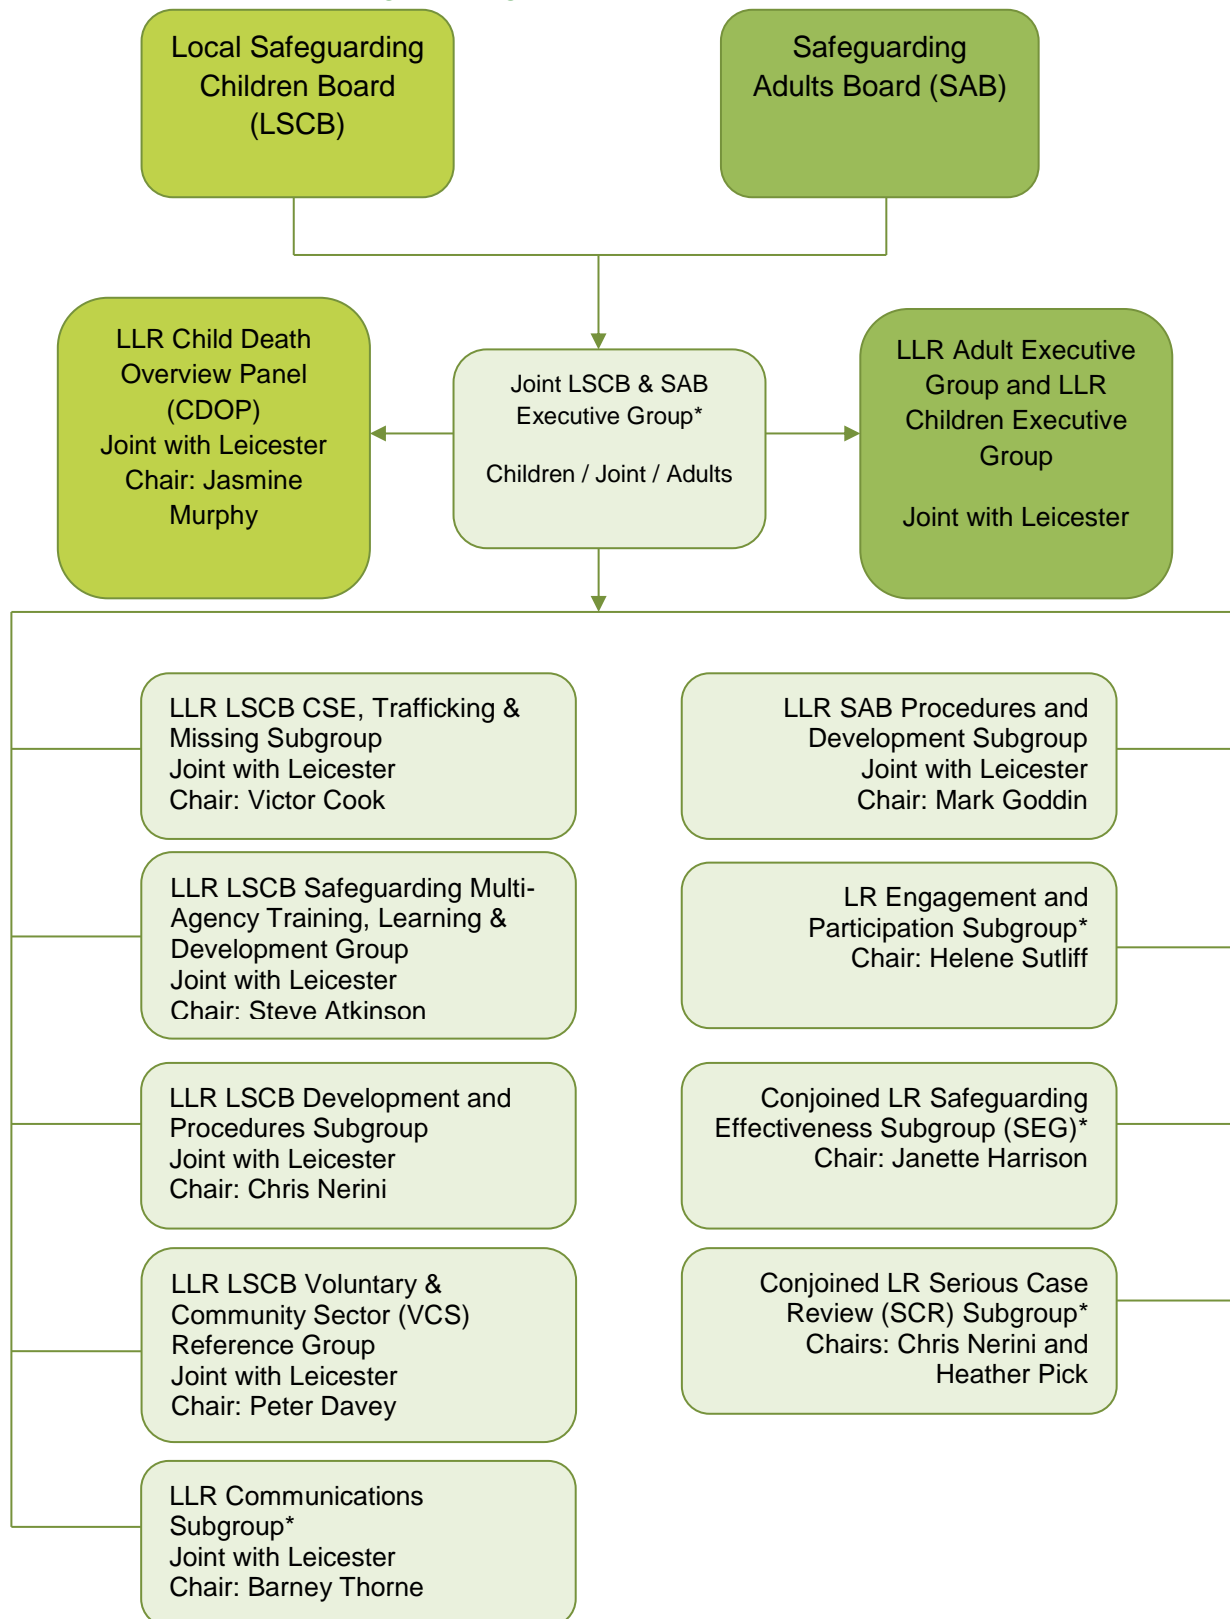 Local Safeguarding
Children Board
(LSCB)
Safeguarding
Adults Board (SAB)
LLR Child Death
Overview Panel
(CDOP)
Joint with Leicester
Chair: Jasmine
Murphy
Joint LSCB & SAB
Executive Group*
Children / Joint / Adults
LLR Adult Executive
Group and LLR
Children Executive
Group
Joint with Leicester
LLR LSCB CSE, Trafficking &
Missing Subgroup
Joint with Leicester
Chair: Victor Cook
LLR LSCB Safeguarding Multi-
Agency Training, Learning &
Development Group
Joint with Leicester
Chair: Steve Atkinson
LLR LSCB Development and
Procedures Subgroup
Joint with Leicester
Chair: Chris Nerini
LLR LSCB Voluntary &
Community Sector (VCS)
Reference Group
Joint with Leicester
Chair: Peter Davey
LLR Communications
Subgroup*
Joint with Leicester
Chair: Barney Thorne
LLR SAB Procedures and
Development Subgroup
Joint with Leicester
Chair: Mark Goddin
LR Engagement and
Participation Subgroup*
Chair: Helene Sutliff
Conjoined LR Safeguarding
Effectiveness Subgroup (SEG)*
Chair: Janette Harrison
Conjoined LR Serious Case
Review (SCR) Subgroup*
Chairs: Chris Nerini and
Heather Pick